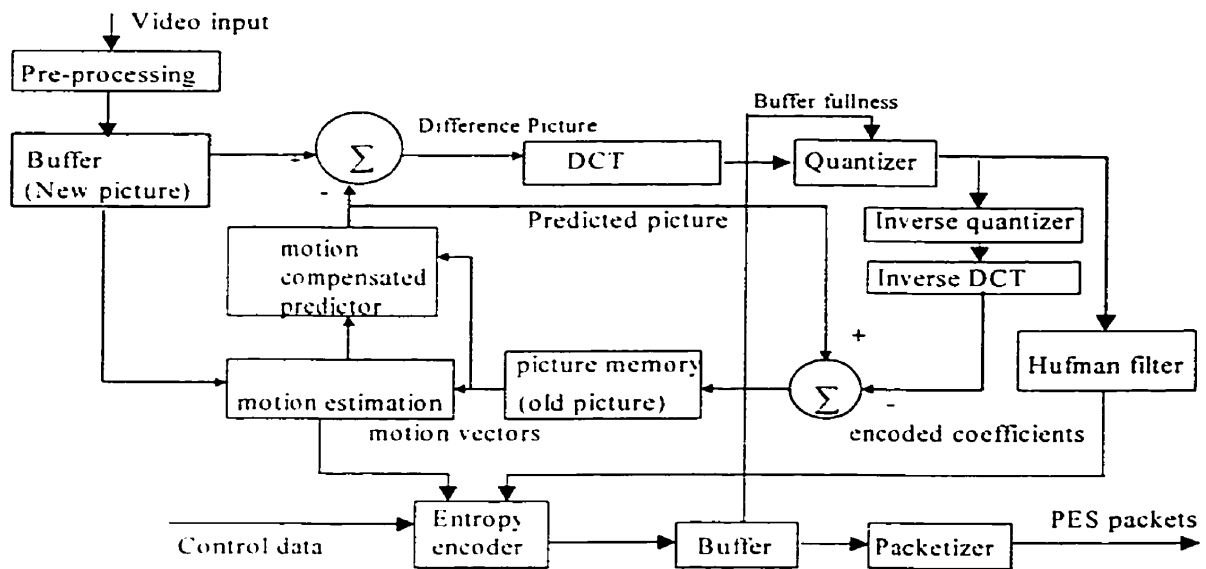 Video input
Pre-processing
Buffer fullness
Difference Picture
Σ
DCT
Quantizer
Buffer
(New picture)
-
-
Predicted picture
Inverse quantizer
motion
compensated
predictor
Inverse DCT
+
picture memory
(old picture)
Σ
Hufman filter
motion estimation
-
motion vectors
encoded coefficients
Entropy
encoder
PES packets
Control data
Buffer
Packetizer